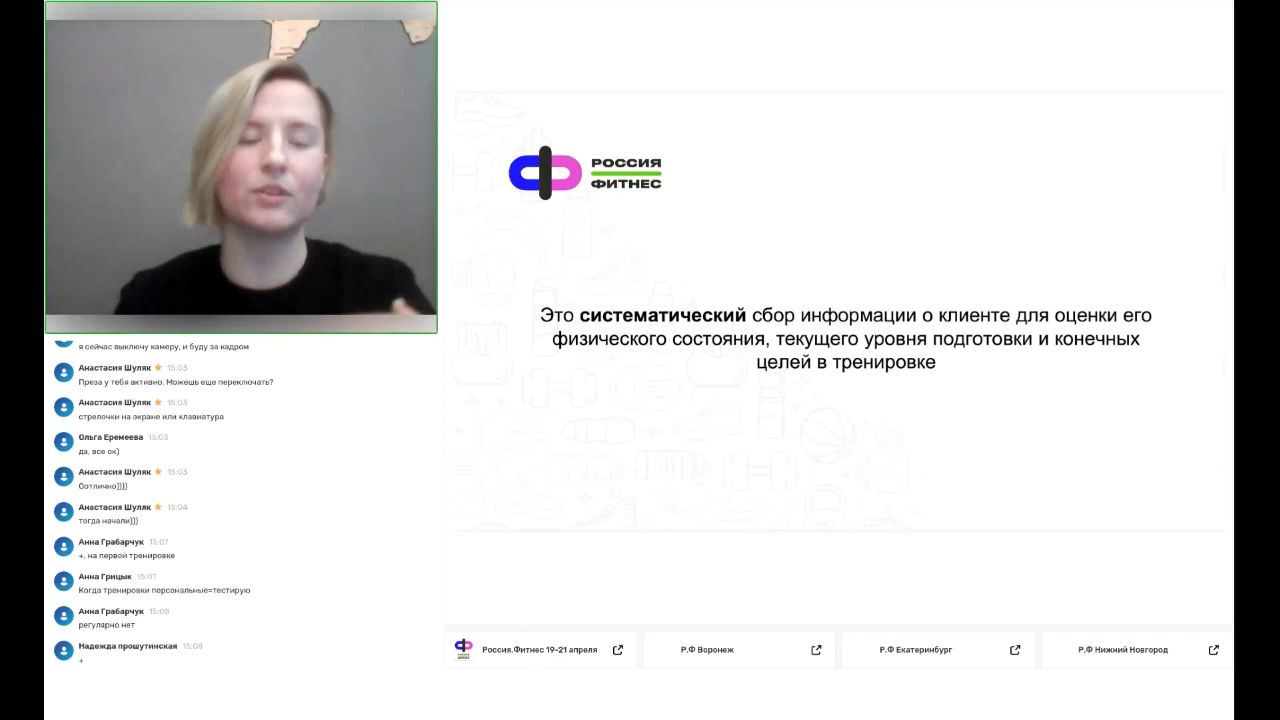 я сейчас выключу камеру, и буду за кадром
Анастасия Шуляк 15:03
Преза у тебя активно. Можешь еще переключать?
Анастасия Шуляк 15:03
стрелочки на экране или клавиатура
Ольга Еремеева 15:03
да, все ок)
Анастасия Шуляк 15:03
Оотлично))))
Анастасия Шуляк 15:04
тогда начали)))
Анна Грабарчук 15:07
+, на первой тренировке
Анна Грицык 15:07
Когда тренировки персональные=тестирую
Анна Грабарчук 15:08
регулярно нет
Надежда прошутинская 15:08
+
РОССИЯ
ФИТНЕС
Это систематический сбор информации о клиенте для оценки его
физического состояния, текущего уровня подготовки и конечных
целей в тренировке
Россия.Фитнес 19-21 апреля
Р.Ф Воронеж
Р.Ф Екатеринбург
Р.Ф Нижний Новгород